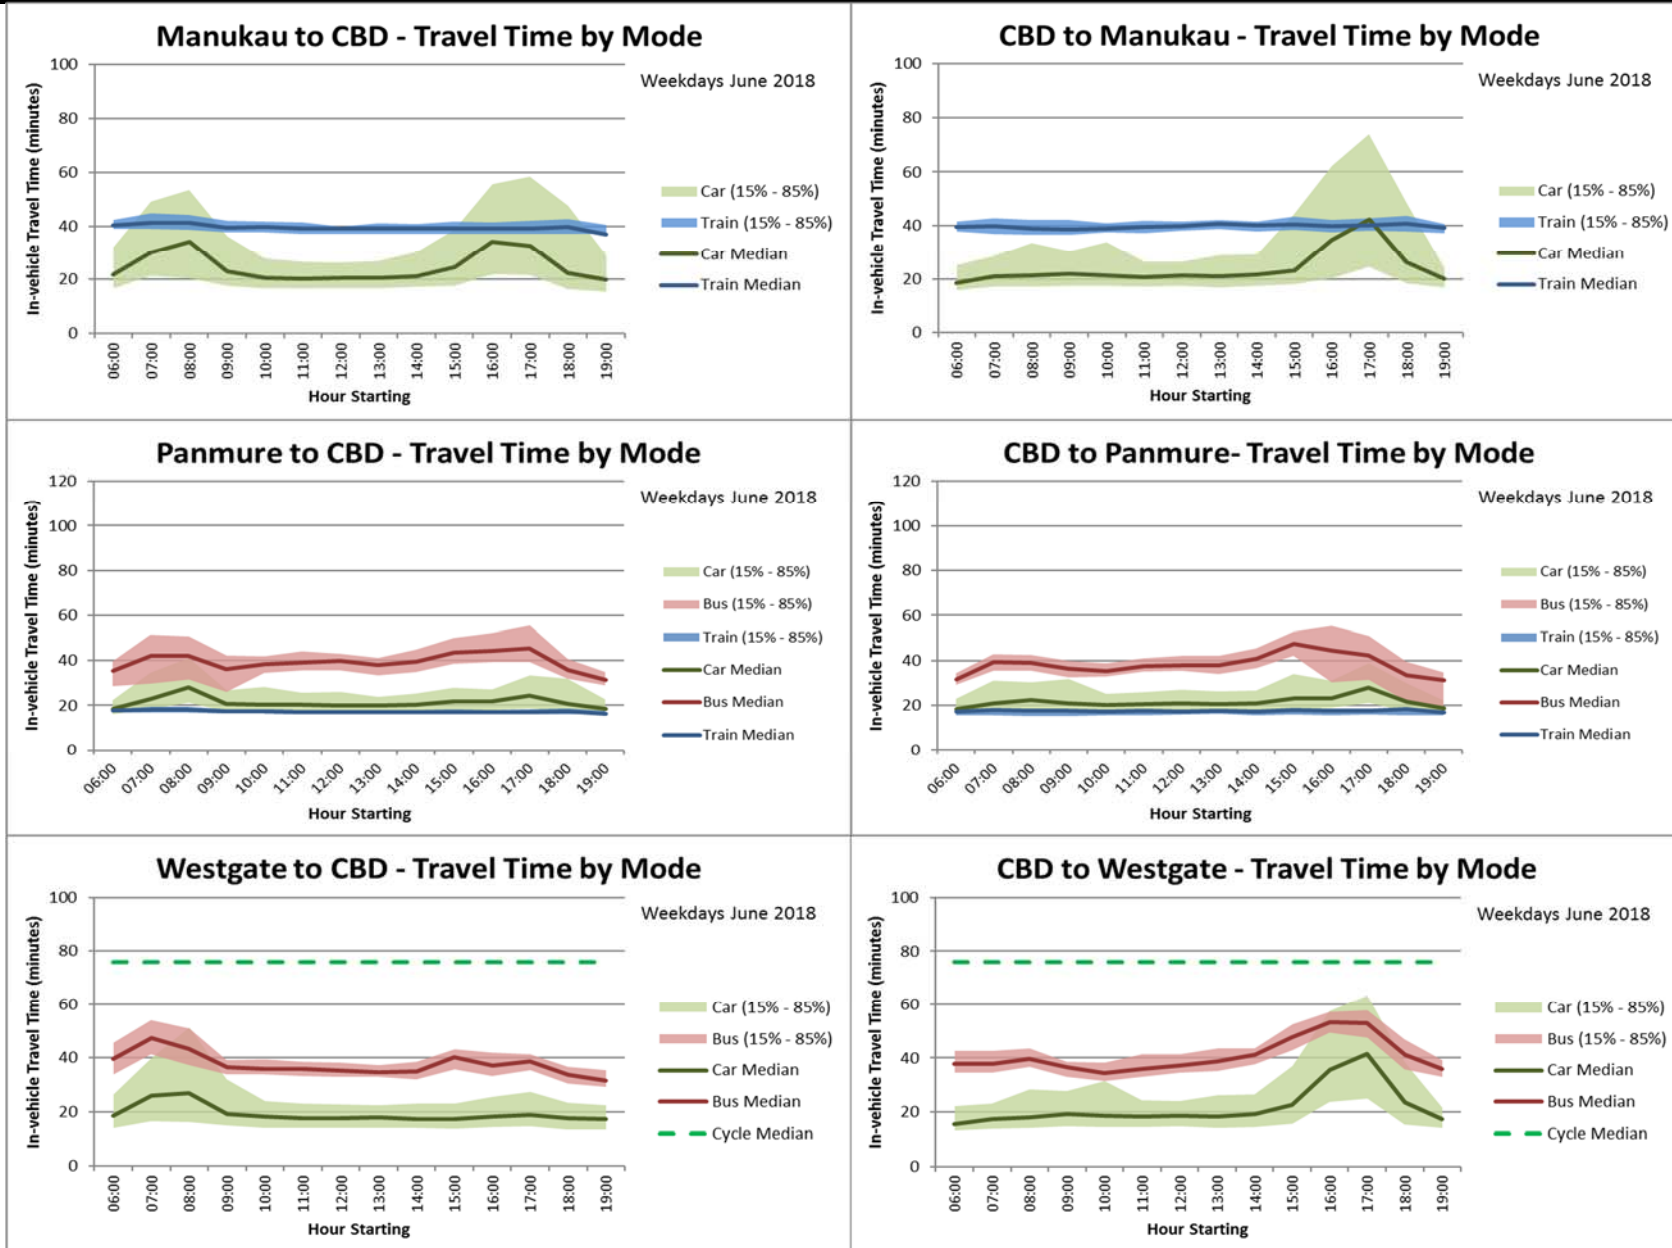 Manukau to CBD - Travel Time by Mode
Weekdays June 2018
In-vehicle Travel Time (minutes)
100
80
60
40
20
0
Car (15% - 85%)
Train (15% - 85%)
Car Median
Train Median
06:00
07:00
08:00
09:00
10:00
11:00
12:00
13:00
14:00
15:00
16:00
17:00
18:00
19:00
Hour Starting
CBD to Manukau - Travel Time by Mode
Weekdays June 2018
In-vehicle Travel Time (minutes)
100
80
60
40
20
0
Car (15% - 85%)
Train (15% - 85%)
Car Median
Train Median
06:00
07:00
08:00
09:00
10:00
11:00
12:00
13:00
14:00
15:00
16:00
17:00
18:00
19:00
Hour Starting
Panmure to CBD - Travel Time by Mode
Weekdays June 2018
In-vehicle Travel Time (minutes)
120
100
80
60
40
20
0
Car (15% - 85%)
Bus (15% - 85%)
Train (15% - 85%)
Car Median
Bus Median
Train Median
06:00
07:00
08:00
09:00
10:00
11:00
12:00
13:00
14:00
15:00
16:00
17:00
18:00
19:00
Hour Starting
CBD to Panmure- Travel Time by Mode
Weekdays June 2018
In-vehicle Travel Time (minutes)
120
100
80
60
40
20
0
Car (15% - 85%)
Bus (15% - 85%)
Train (15% - 85%)
Car Median
Bus Median
Train Median
06:00
07:00
08:00
09:00
10:00
11:00
12:00
13:00
14:00
15:00
16:00
17:00
18:00
19:00
Hour Starting
Westgate to CBD - Travel Time by Mode
Weekdays June 2018
In-vehicle Travel Time (minutes)
100
80
60
40
20
0
Car (15% - 85%)
Bus (15% - 85%)
Car Median
Bus Median
Cycle Median
06:00
07:00
08:00
09:00
10:00
11:00
12:00
13:00
14:00
15:00
16:00
17:00
18:00
19:00
Hour Starting
CBD to Westgate - Travel Time by Mode
Weekdays June 2018
In-vehicle Travel Time (minutes)
100
80
60
40
20
0
Car (15% - 85%)
Bus (15% - 85%)
Car Median
Bus Median
Cycle Median
06:00
07:00
08:00
09:00
10:00
11:00
12:00
13:00
14:00
15:00
16:00
17:00
18:00
19:00
Hour Starting